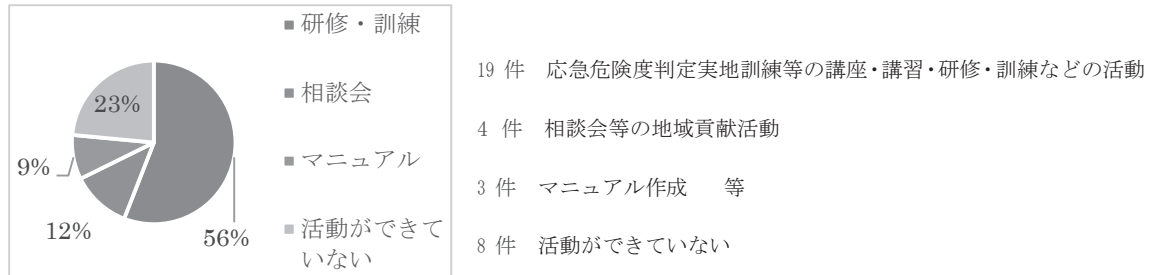 ■ 研修・訓練
■ 相談会
■ マニュアル
■ 活動ができて
いない
23%
9%
12%
56%
19 件　応急危険度判定実地訓練等の講座・講習・研修・訓練などの活動
4 件　相談会等の地域貢献活動
3 件　マニュアル作成　　等
8 件　活動ができていない